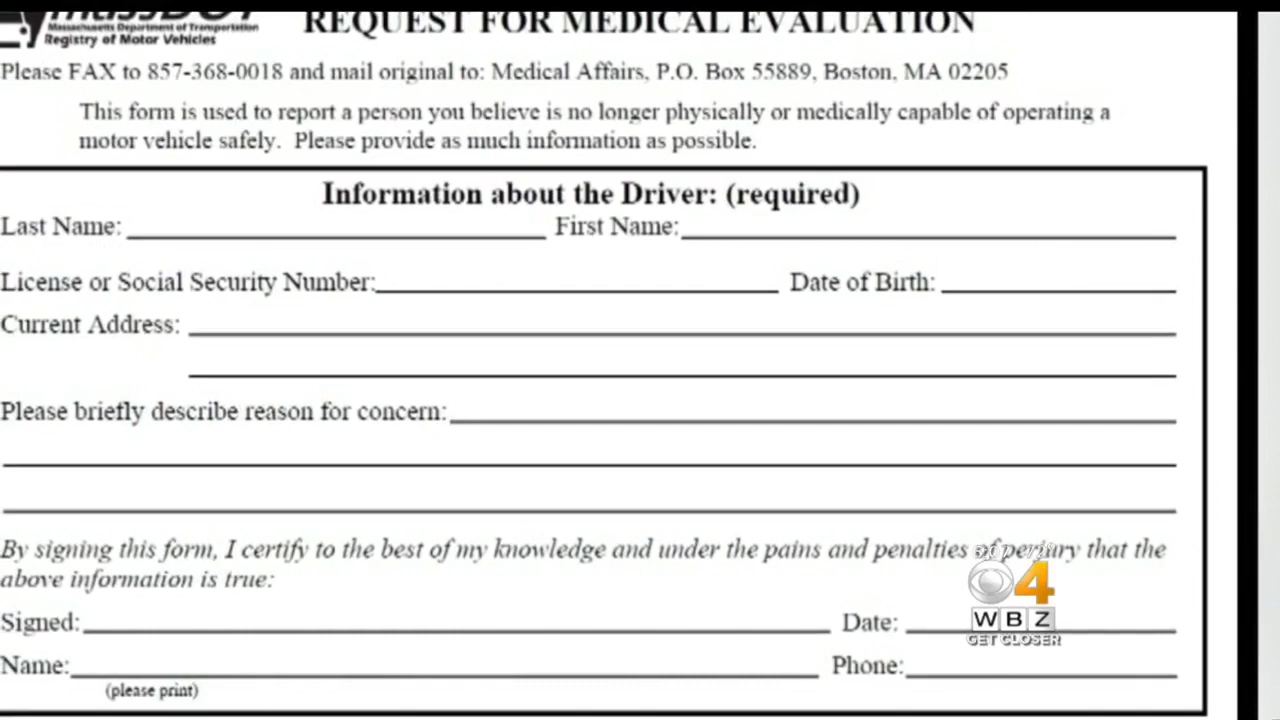 Massachusetts Department of Transportation
Registry of Motor Vehicles
REQUEST FOR MEDICAL EVALUATION
Please FAX to 857-368-0018 and mail original to: Medical Affairs, P.O. Box 55889, Boston, MA 02205
This form is used to report a person you believe is no longer physically or medically capable of operating a
motor vehicle safely. Please provide as much information as possible.
Information about the Driver: (required)
Last Name: First Name:
License or Social Security Number: Date of Birth:
Current Address:
Please briefly describe reason for concern:
By signing this form, I certify to the best of my knowledge and under the pains and penalties of perjury that the
above information is true:
Signed: Date:
Name: Phone:
(please print)
4
WBZ
GET CLOSER